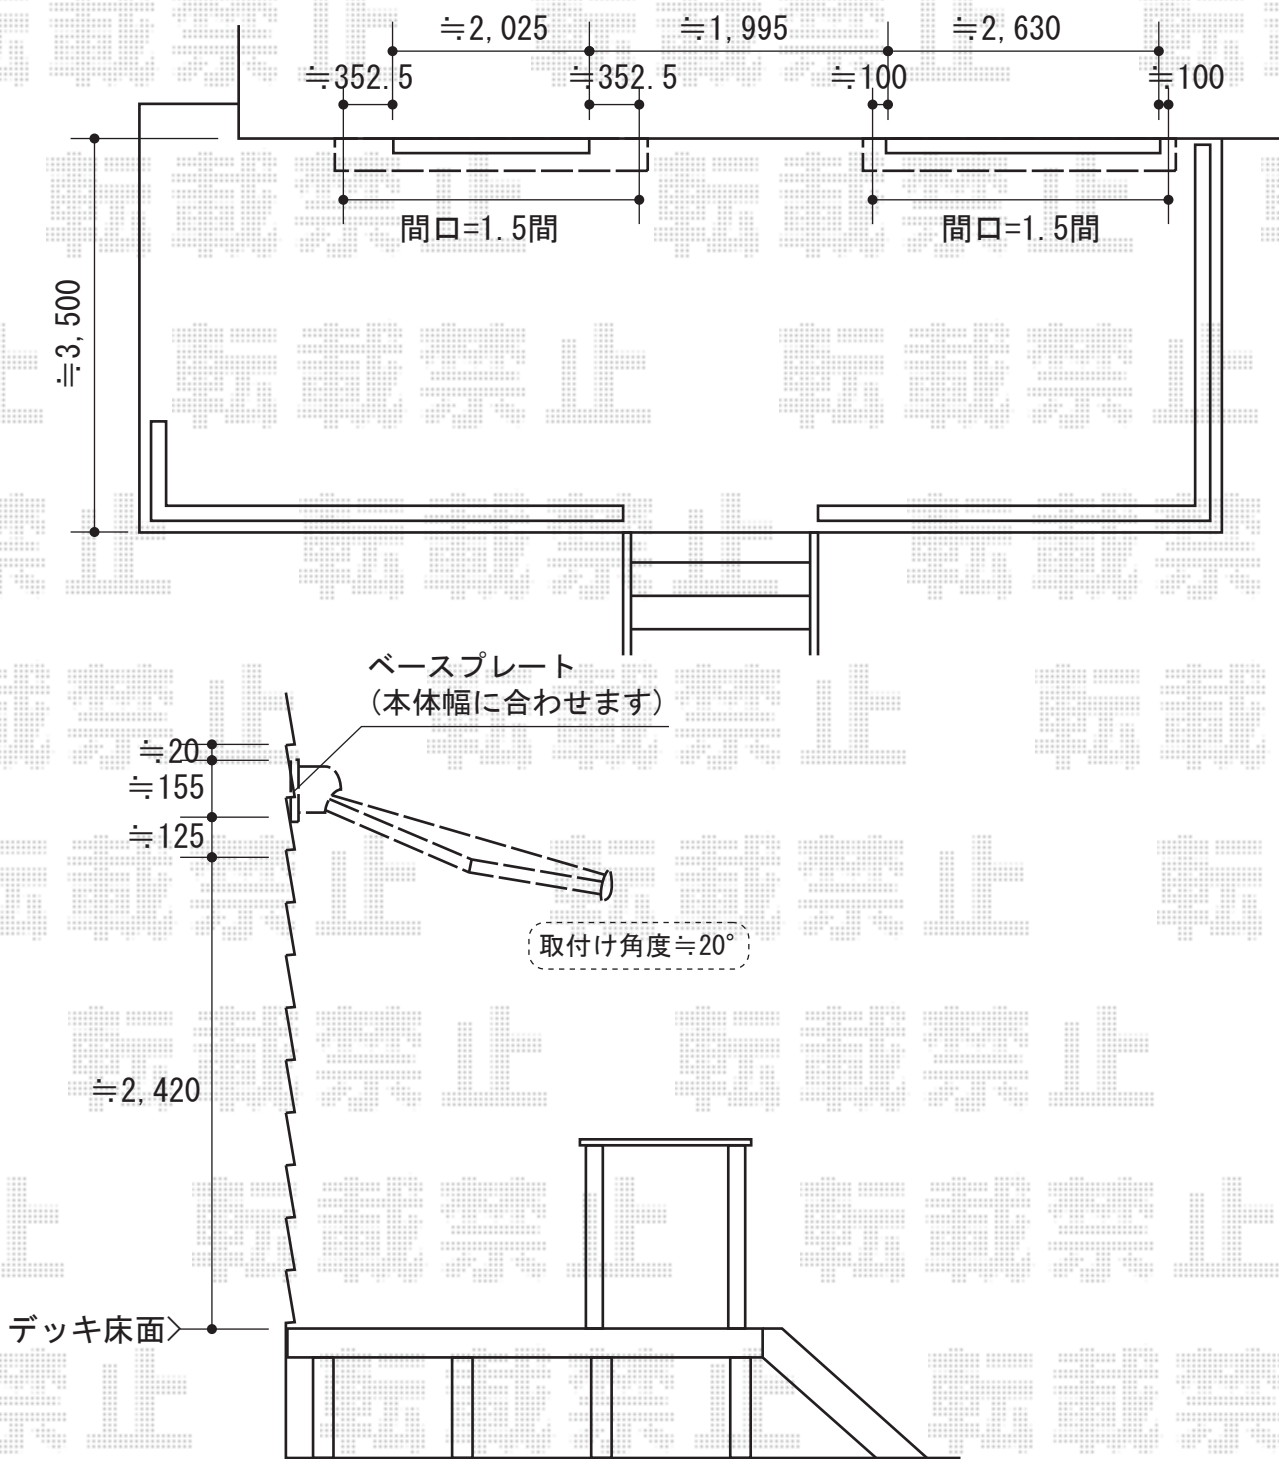 ≒2,025
≒1,995
≒2,630
≒352.5
≒352.5
≒100
≒100
間口=1.5間
間口=1.5間
≒3,500
ベースプレート
(本体幅に合わせます)
≒20
≒155
≒125
取付け角度≒20°
≒2,420
デッキ床面
転載禁止